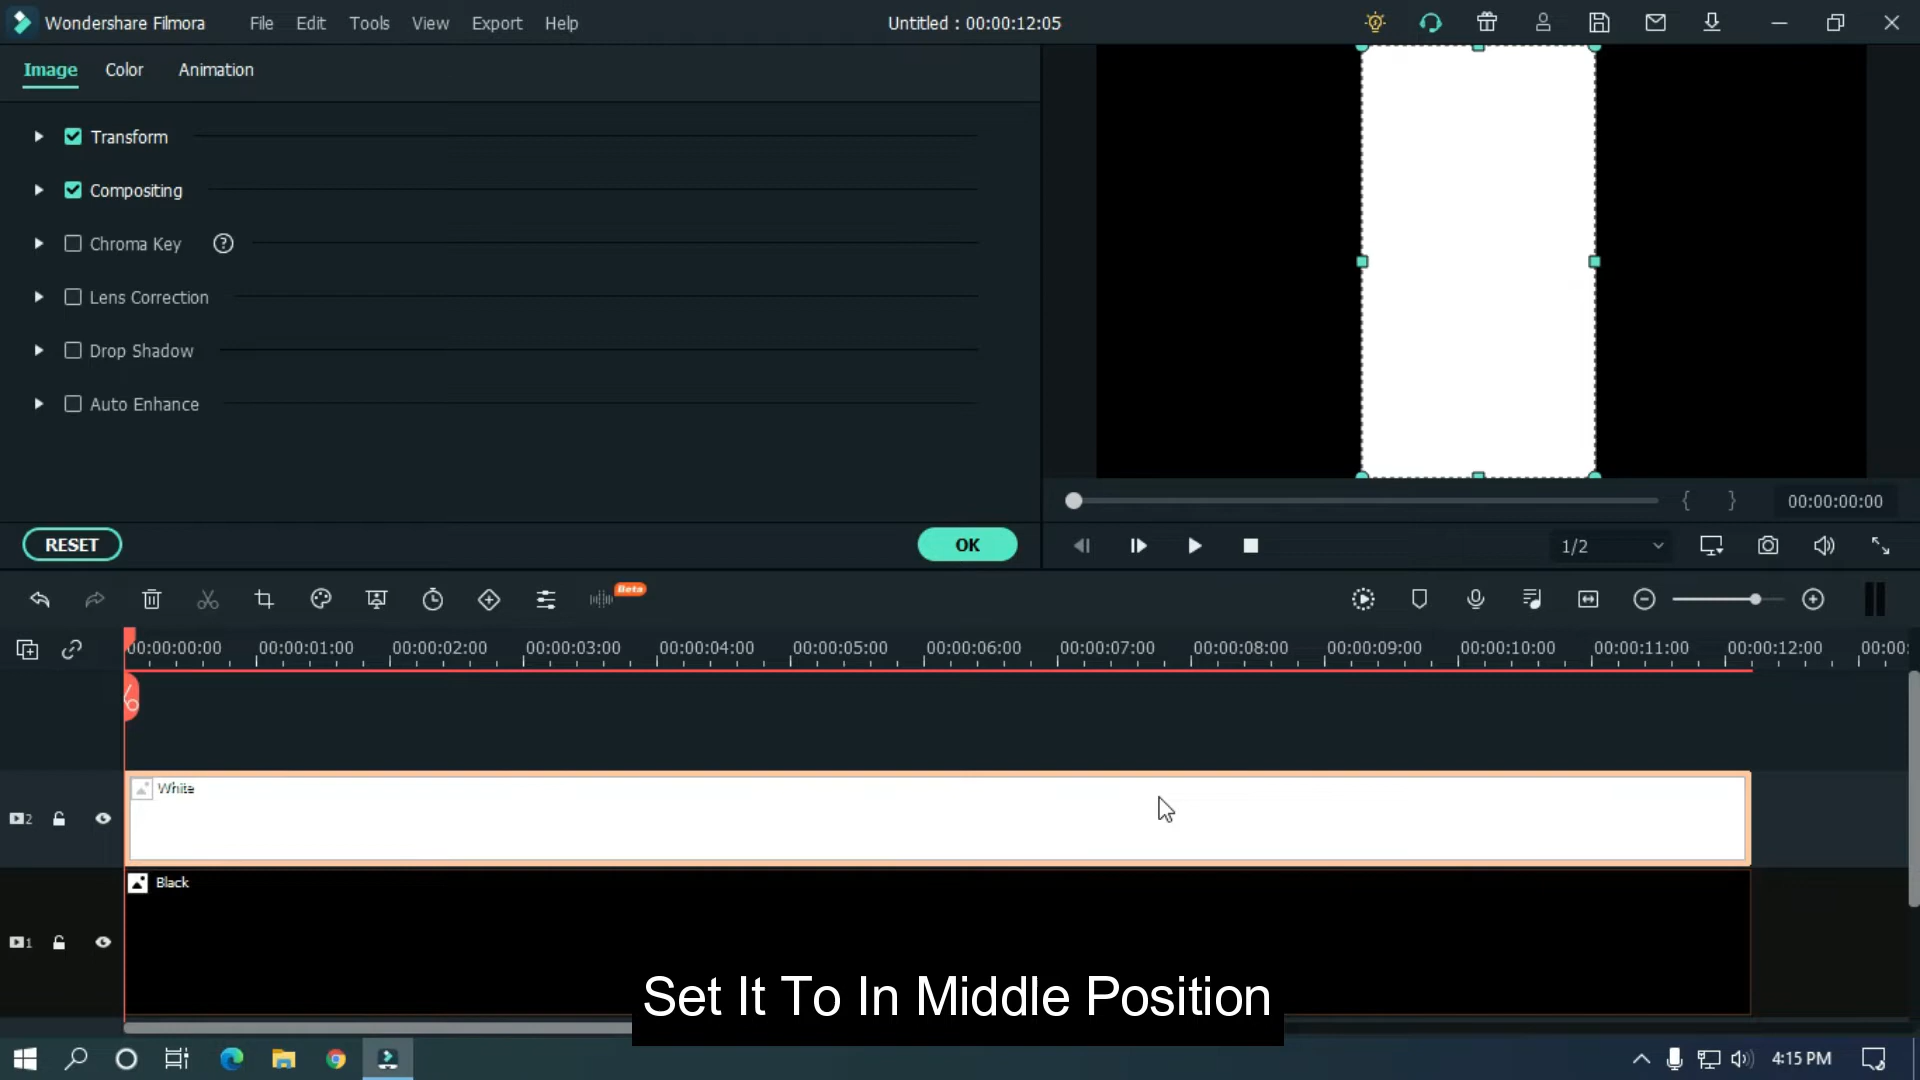 Wondershare Filmora
File Edit Tools View Export Help
Untitled : 00:00:12:05
Image Color Animation
Transform
Compositing
Chroma Key ?
Lens Correction
Drop Shadow
Auto Enhance
RESET OK
{ } 00:00:00:00
1/2
Beta
00:00:00:00 00:00:01:00 00:00:02:00 00:00:03:00 00:00:04:00 00:00:05:00 00:00:06:00 00:00:07:00 00:00:08:00 00:00:09:00 00:00:10:00 00:00:11:00 00:00:12:00 00:00:
White
2
Black
1
Set It To In Middle Position
4:15 PM